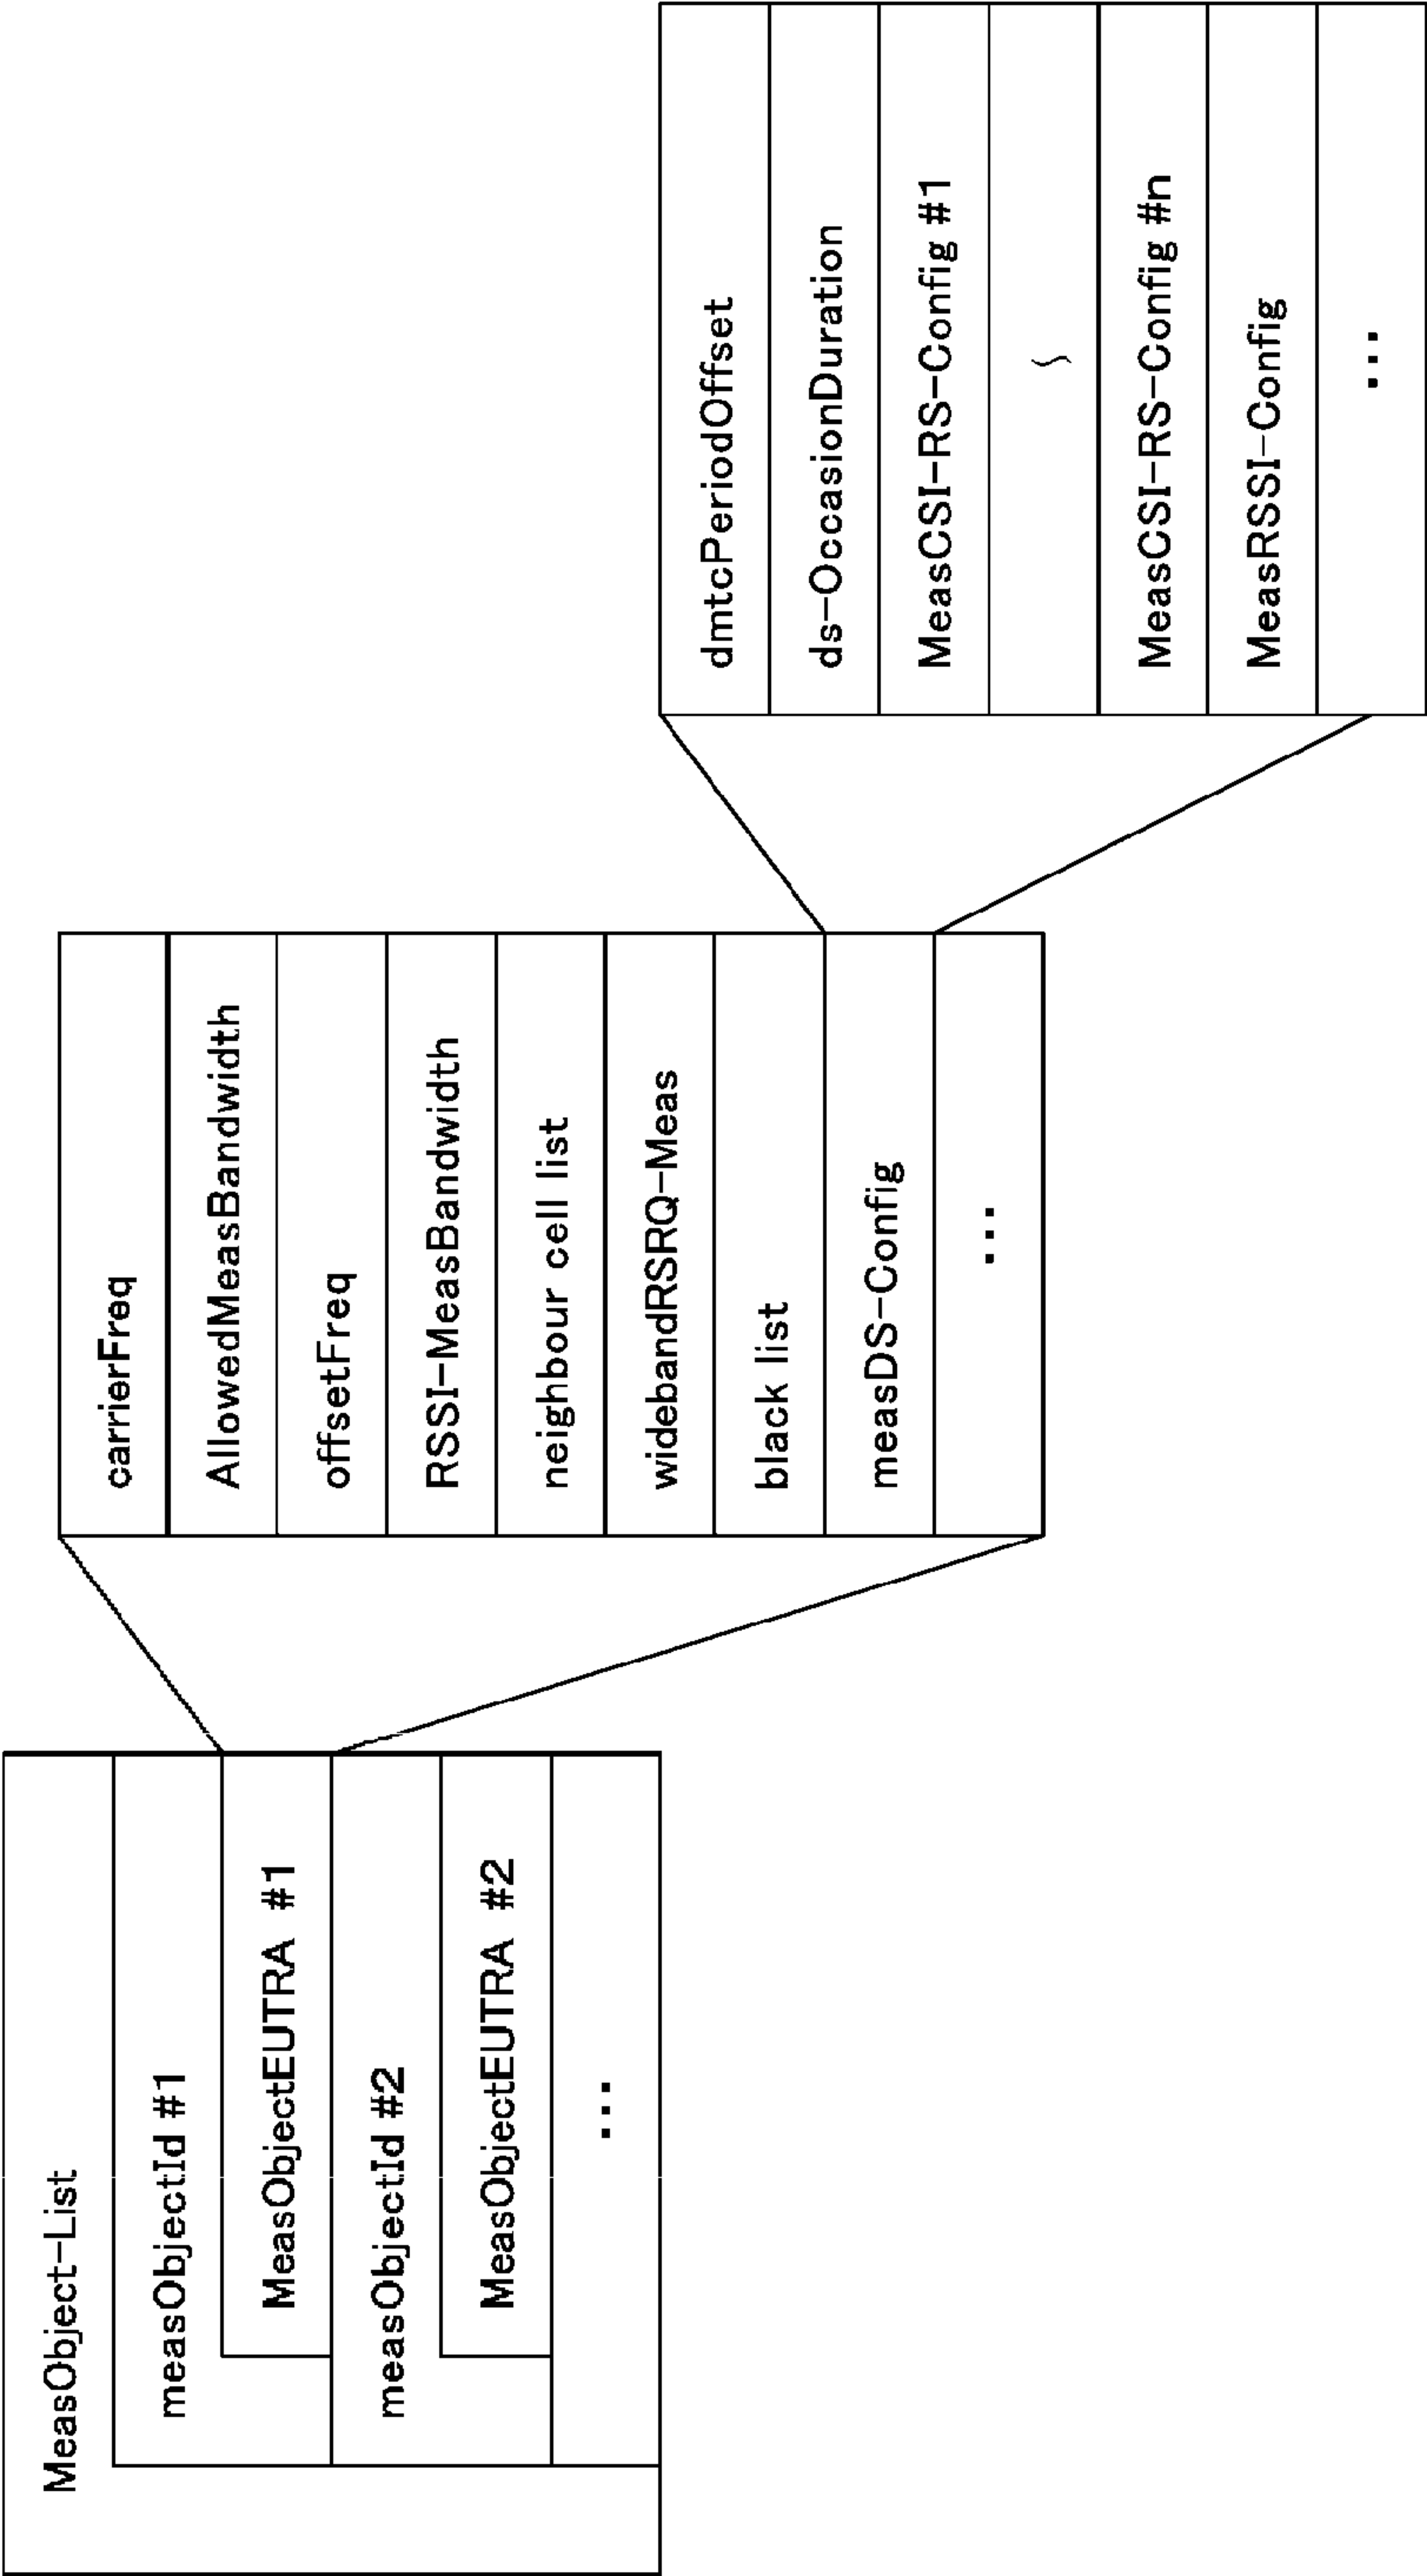 MeasObject-List
measObjectId #1
MeasObjectEUTRA #1
measObjectId #2
MeasObjectEUTRA #2
...
carrierFreq
AllowedMeasBandwidth
offsetFreq
RSSI-MeasBandwidth
neighbour cell list
widebandRSRQ-Meas
black list
measDS-Config
...
dmtcPeriodOffset
ds-OccasionDuration
MeasCSI-RS-Config #1
~
MeasCSI-RS-Config #n
MeasRSSI-Config
...